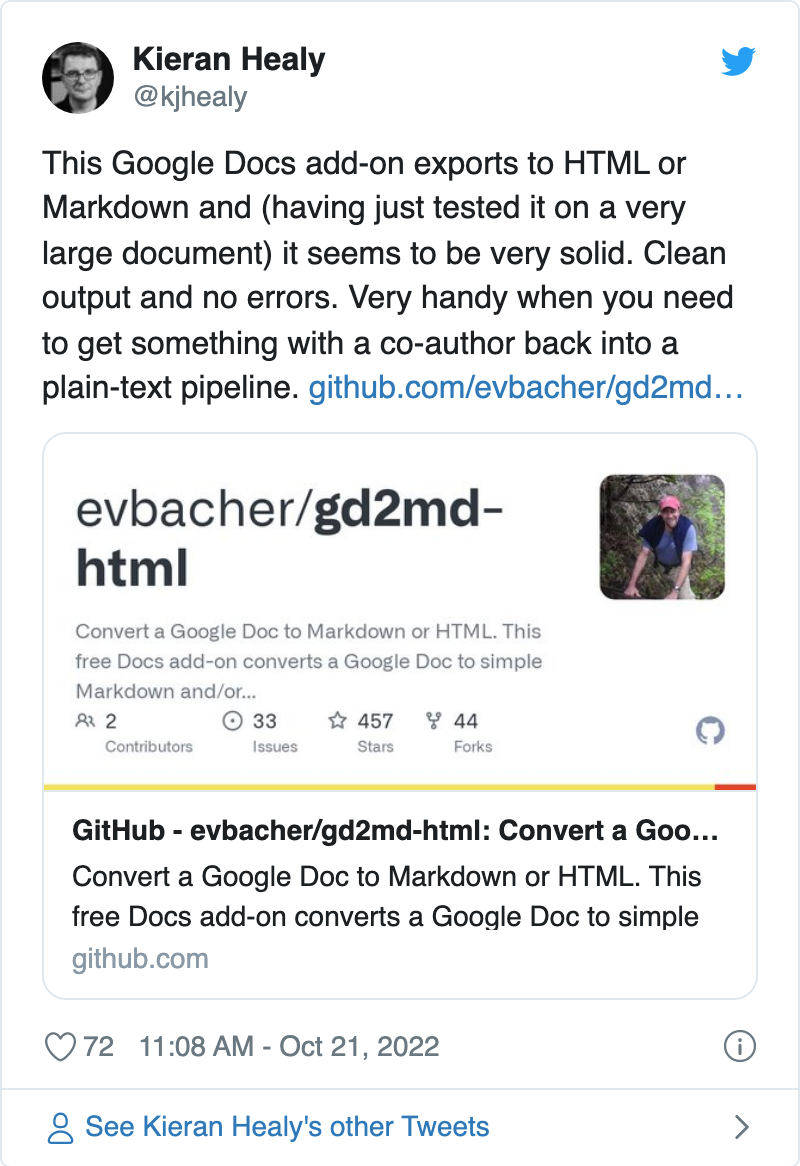 Kieran Healy
@kjhealy
This Google Docs add-on exports to HTML or
Markdown and (having just tested it on a very
large document) it seems to be very solid. Clean
output and no errors. Very handy when you need
to get something with a co-author back into a
plain-text pipeline. github.com/evbacher/gd2md…
evbacher/gd2md-
html
Convert a Google Doc to Markdown or HTML. This
free Docs add-on converts a Google Doc to simple
Markdown and/or...
2 33 457 44
Contributors Issues Stars Forks
GitHub - evbacher/gd2md-html: Convert a Goo…
Convert a Google Doc to Markdown or HTML. This
free Docs add-on converts a Google Doc to simple
github.com
72 11:08 AM - Oct 21, 2022
See Kieran Healy's other Tweets